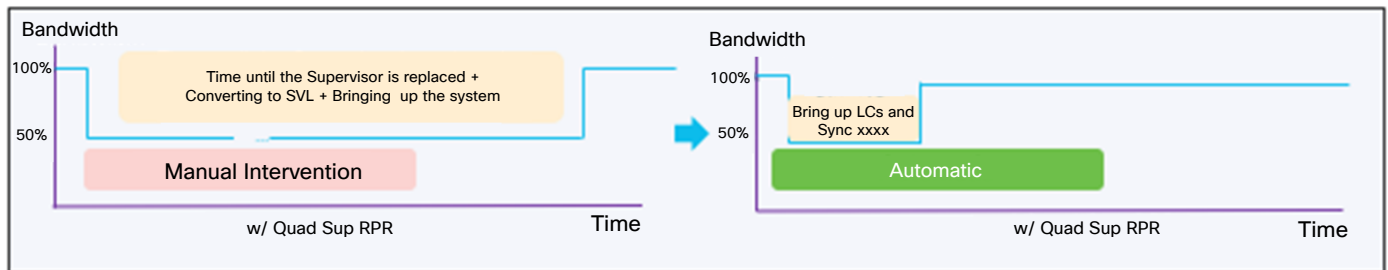 Bandwidth
100%
Time until the Supervisor is replaced +
Converting to SVL + Bringing up the system
50%
Manual Intervention
w/ Quad Sup RPR
Time
Bandwidth
100%
Bring up LCs and
Sync xxxx
50%
Automatic
w/ Quad Sup RPR
Time